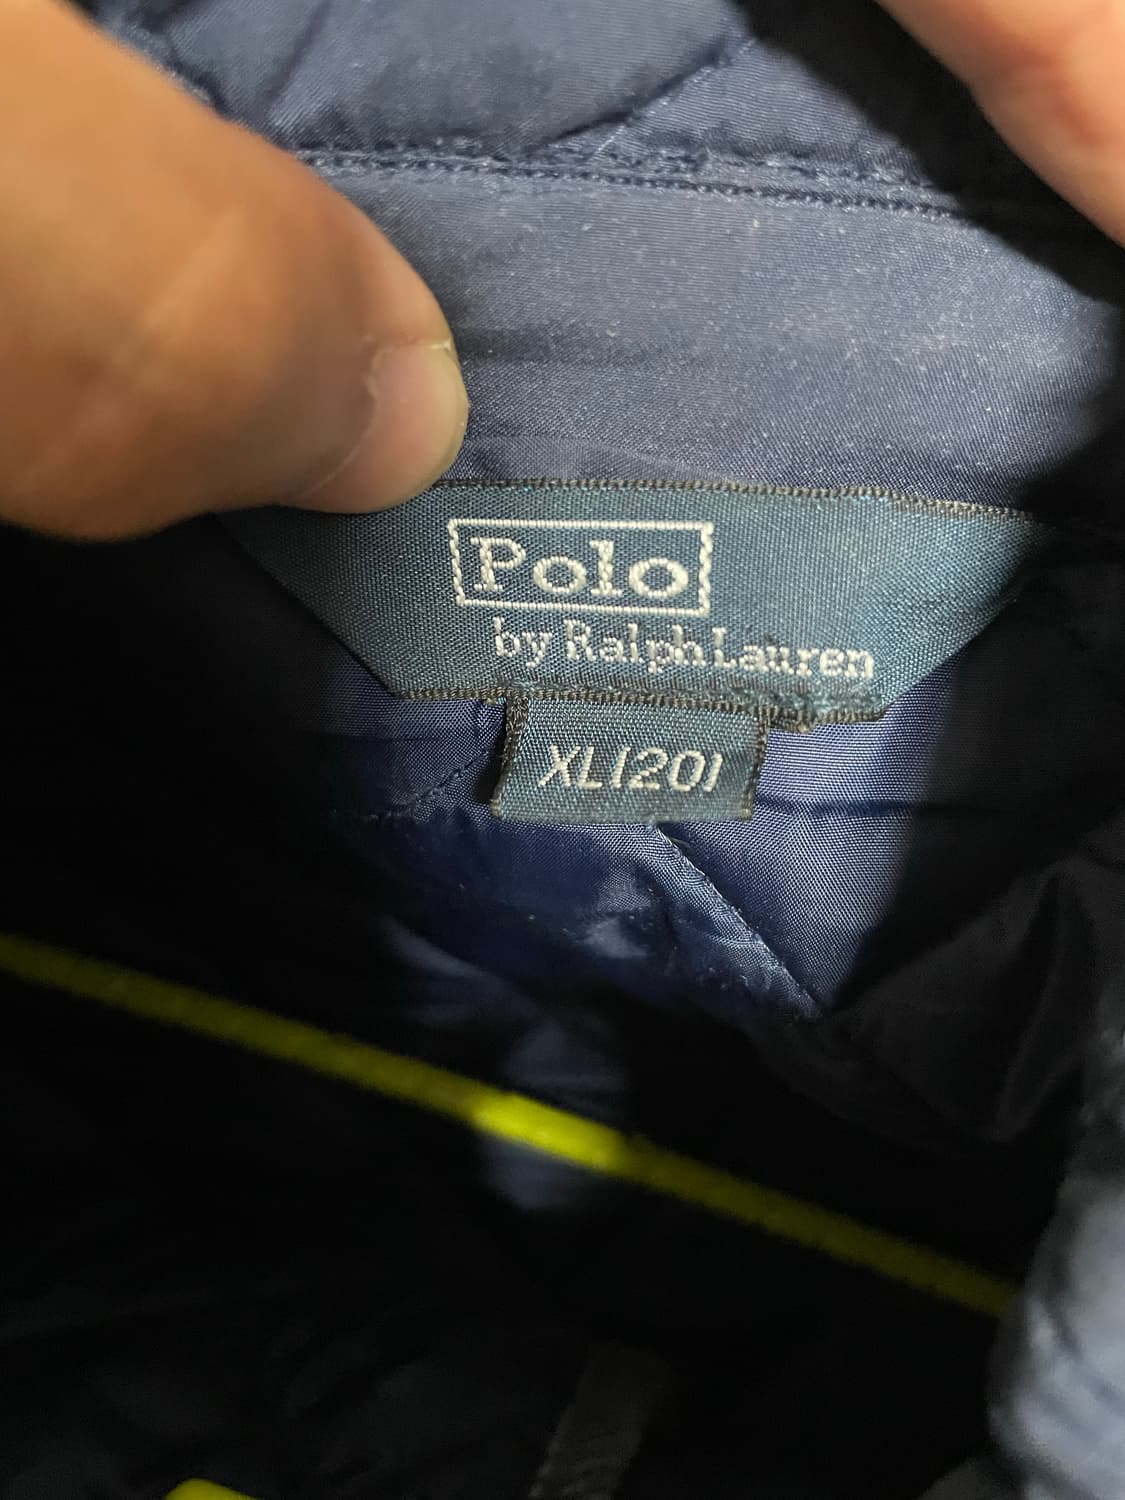 Polo
by Ralph Lauren
XL(20)